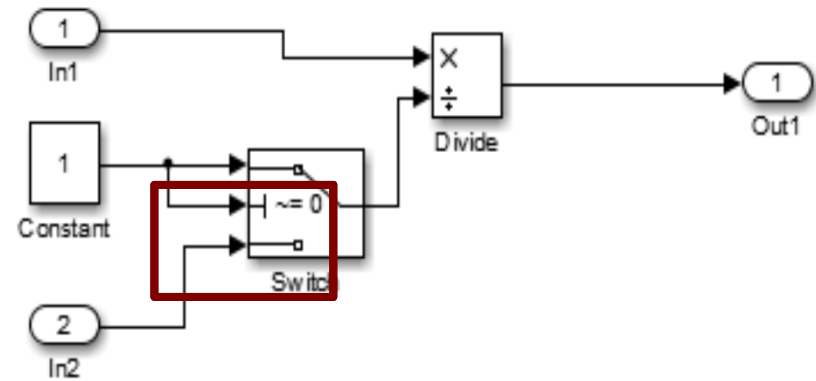 1
In1
×
÷
Divide
1
Out1
1
Constant
~= 0
Switch
2
In2